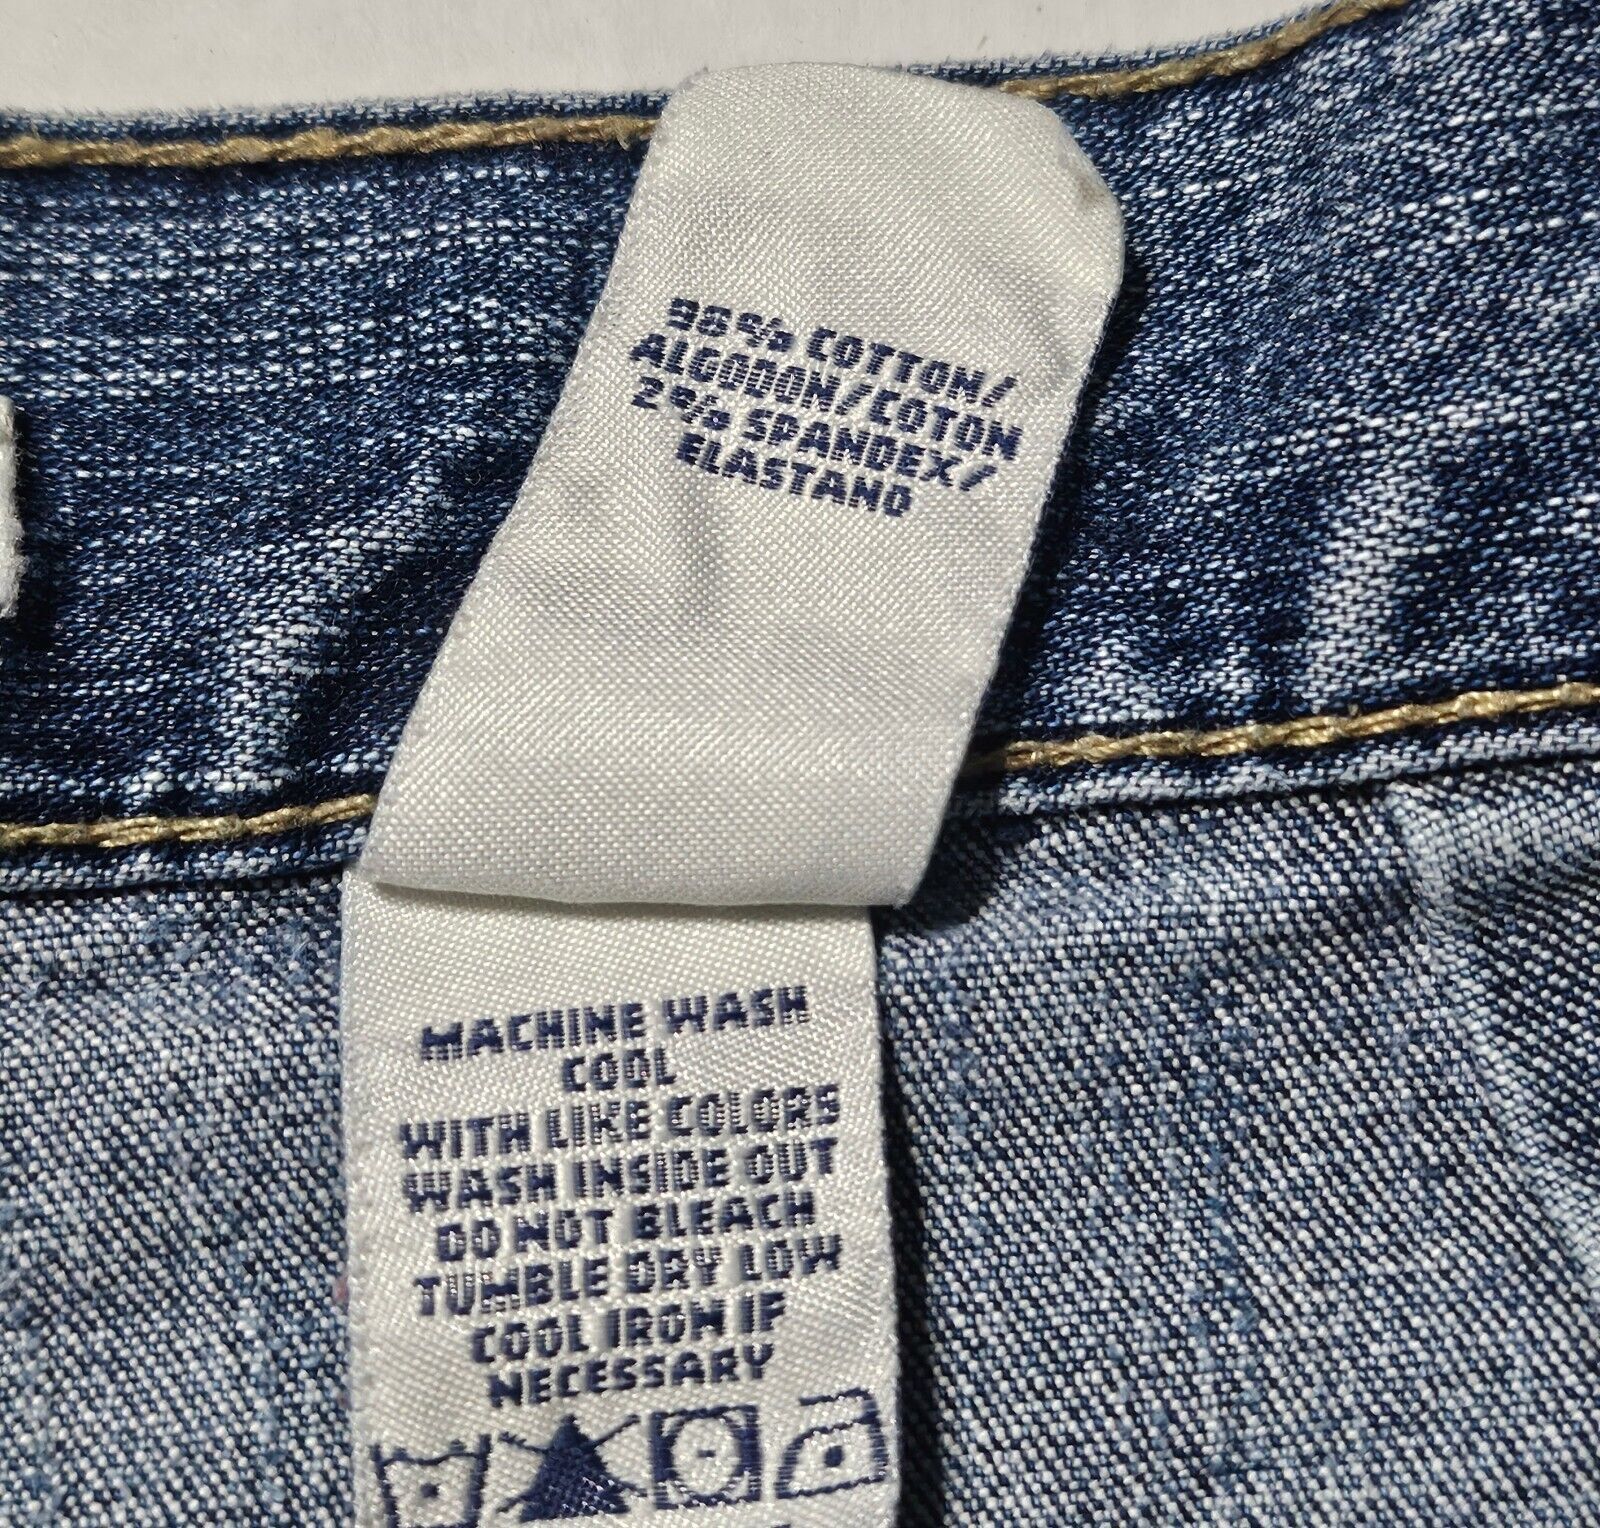 98% COTTON/
ALGODON/COTON
2% SPANDEX/
ELASTANO
MACHINE WASH
COOL
WITH LIKE COLORS
WASH INSIDE OUT
DO NOT BLEACH
TUMBLE DRY LOW
COOL IRON IF
NECESSARY